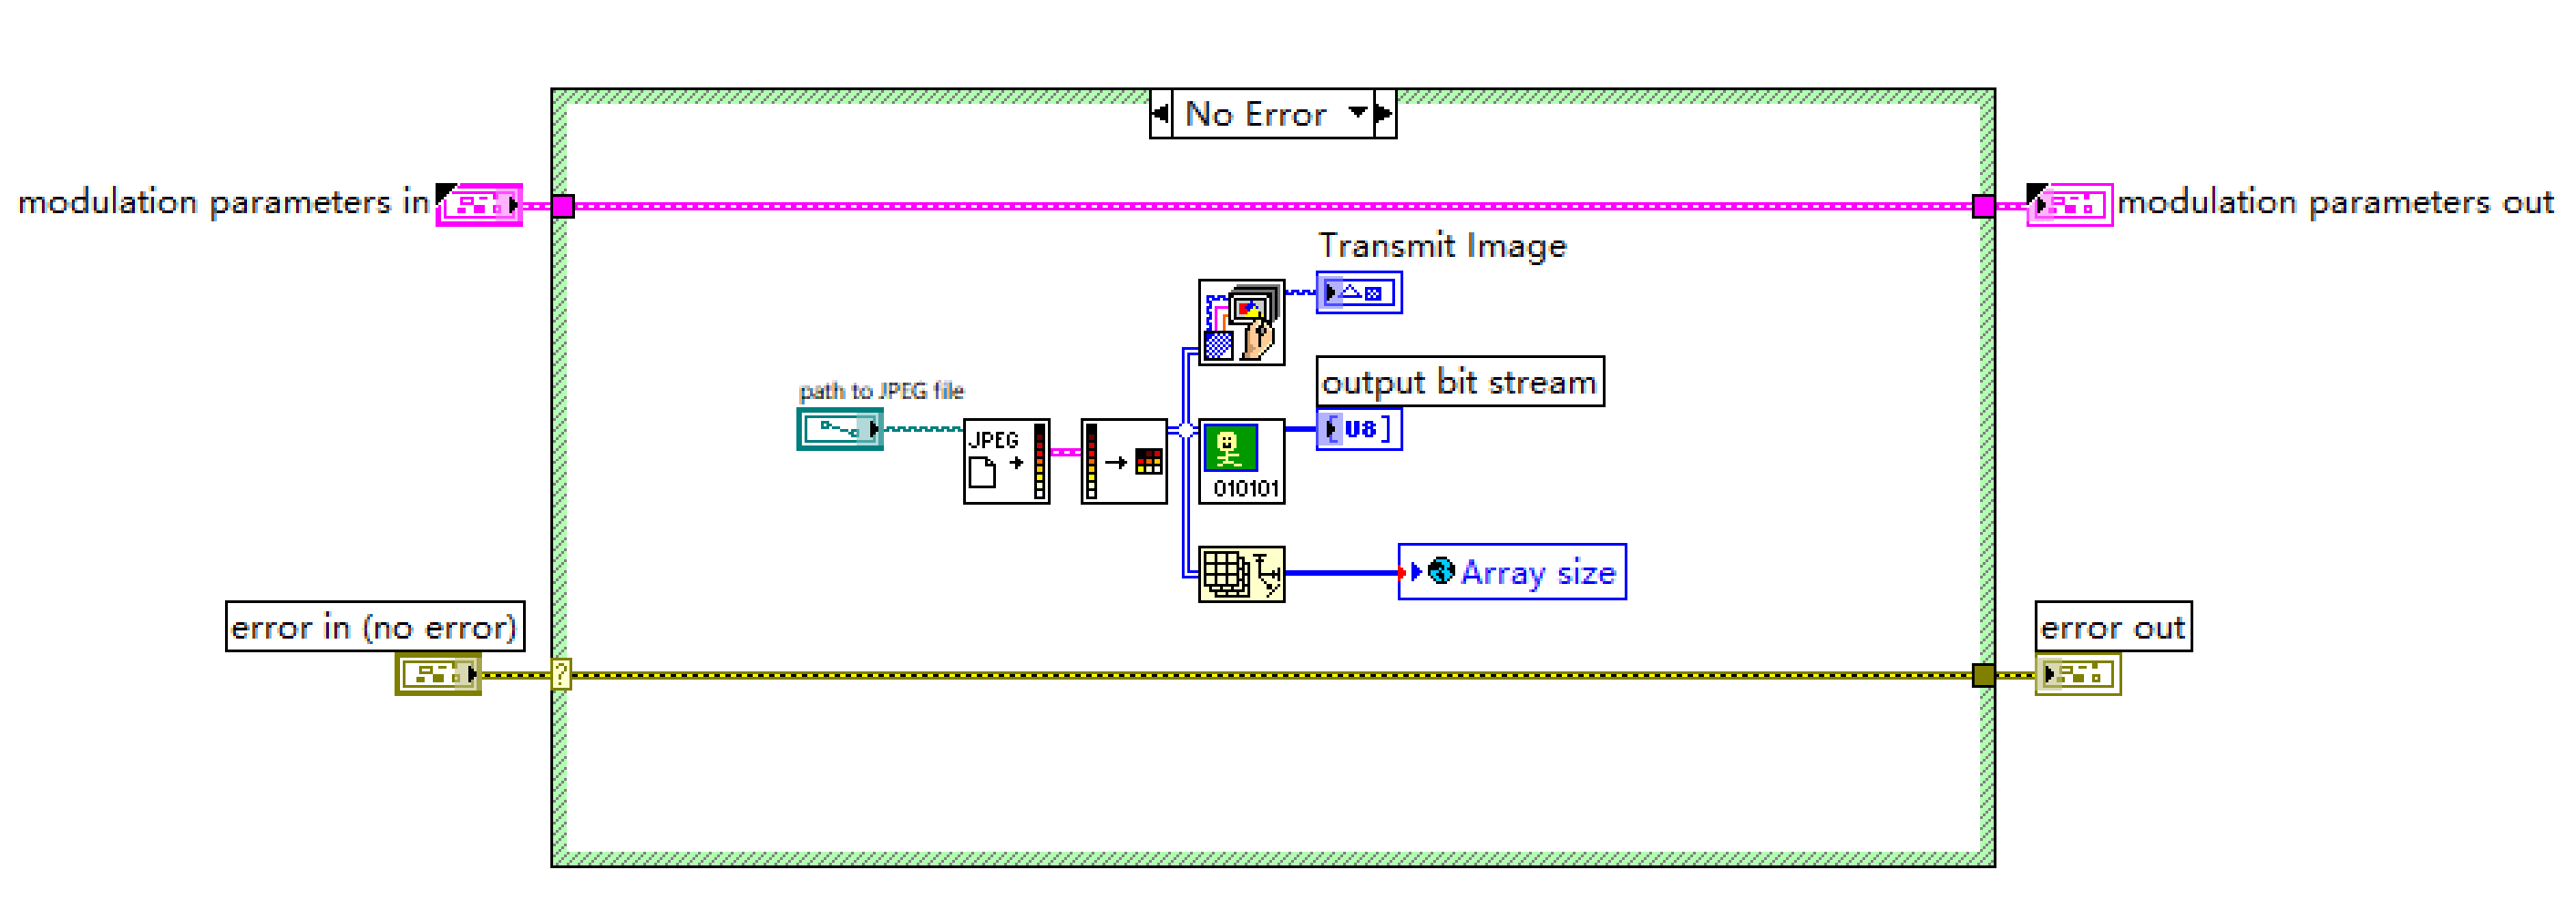 No Error
modulation parameters in
modulation parameters out
Transmit Image
path to JPEG file
output bit stream
JPEG
[U8]
010101
Array size
error in (no error)
error out
?